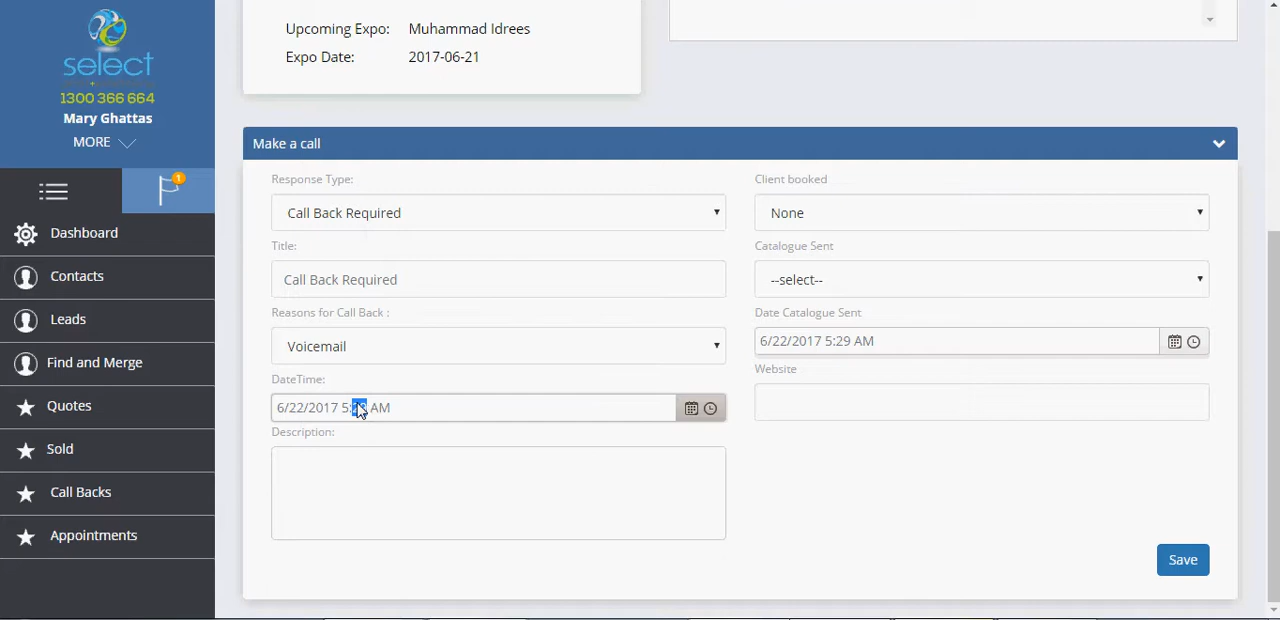 Upcoming Expo: Muhammad Idrees
Expo Date: 2017-06-21
select
1300 366 664
Mary Ghattas
MORE
1
Dashboard
Contacts
Leads
Find and Merge
Quotes
Sold
Call Backs
Appointments
Make a call
Response Type:
Call Back Required
Title:
Call Back Required
Reasons for Call Back :
Voicemail
DateTime:
6/22/2017 AM
Description:
Client booked
None
Catalogue Sent
--select--
Date Catalogue Sent
6/22/2017 5:29 AM
Website
Save